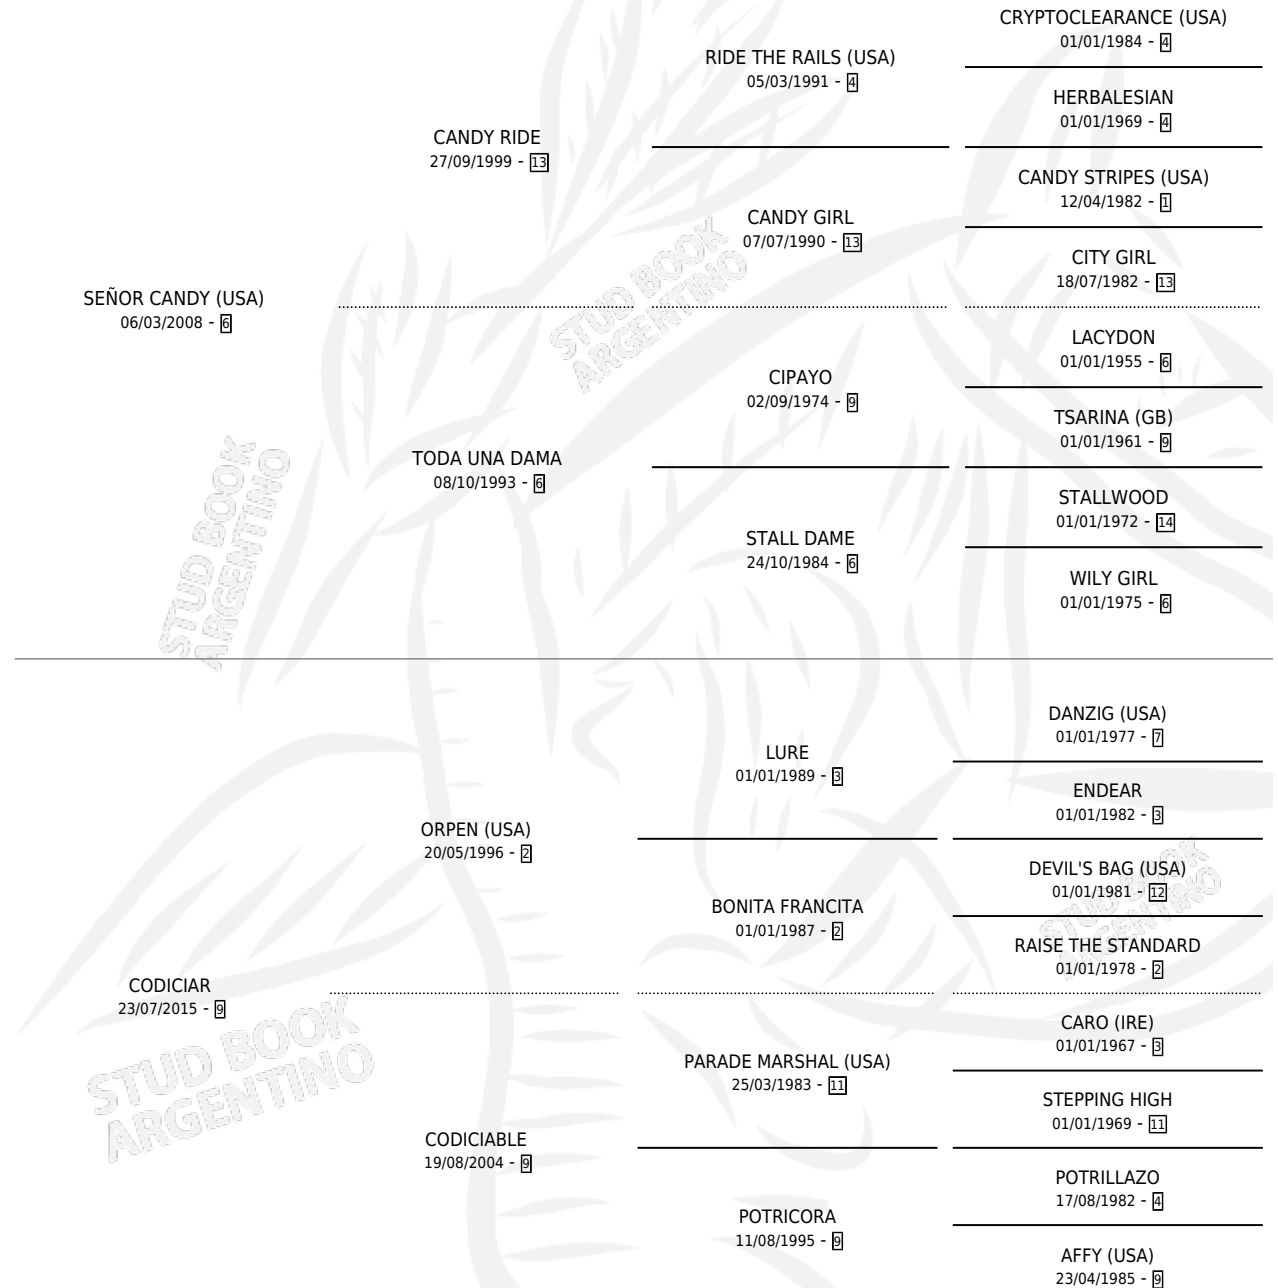 CRYPTOCLEARANCE (USA)
01/01/1984 - 4
RIDE THE RAILS (USA)
05/03/1991 - 4
HERBALESIAN
01/01/1969 - 4
CANDY RIDE
27/09/1999 - 13
CANDY STRIPES (USA)
12/04/1982 - 1
CANDY GIRL
07/07/1990 - 13
CITY GIRL
18/07/1982 - 13
SEÑOR CANDY (USA)
06/03/2008 - 6
LACYDON
01/01/1955 - 6
CIPAYO
02/09/1974 - 9
TSARINA (GB)
01/01/1961 - 9
TODA UNA DAMA
08/10/1993 - 6
STALLWOOD
01/01/1972 - 14
STALL DAME
24/10/1984 - 6
WILY GIRL
01/01/1975 - 6
STUD BOOK
ARGENTINO
STUD BOOK
ARGENTINO
DANZIG (USA)
01/01/1977 - 7
LURE
01/01/1989 - 3
ENDEAR
01/01/1982 - 3
ORPEN (USA)
20/05/1996 - 2
DEVIL'S BAG (USA)
01/01/1981 - 12
BONITA FRANCITA
01/01/1987 - 2
RAISE THE STANDARD
01/01/1978 - 2
CODICIAR
23/07/2015 - 9
CARO (IRE)
01/01/1967 - 3
PARADE MARSHAL (USA)
25/03/1983 - 11
STEPPING HIGH
01/01/1969 - 11
CODICIABLE
19/08/2004 - 9
POTRILLAZO
17/08/1982 - 4
POTRICORA
11/08/1995 - 9
AFFY (USA)
23/04/1985 - 9
STUD BOOK
ARGENTINO
STUD BOOK
ARGENTINO